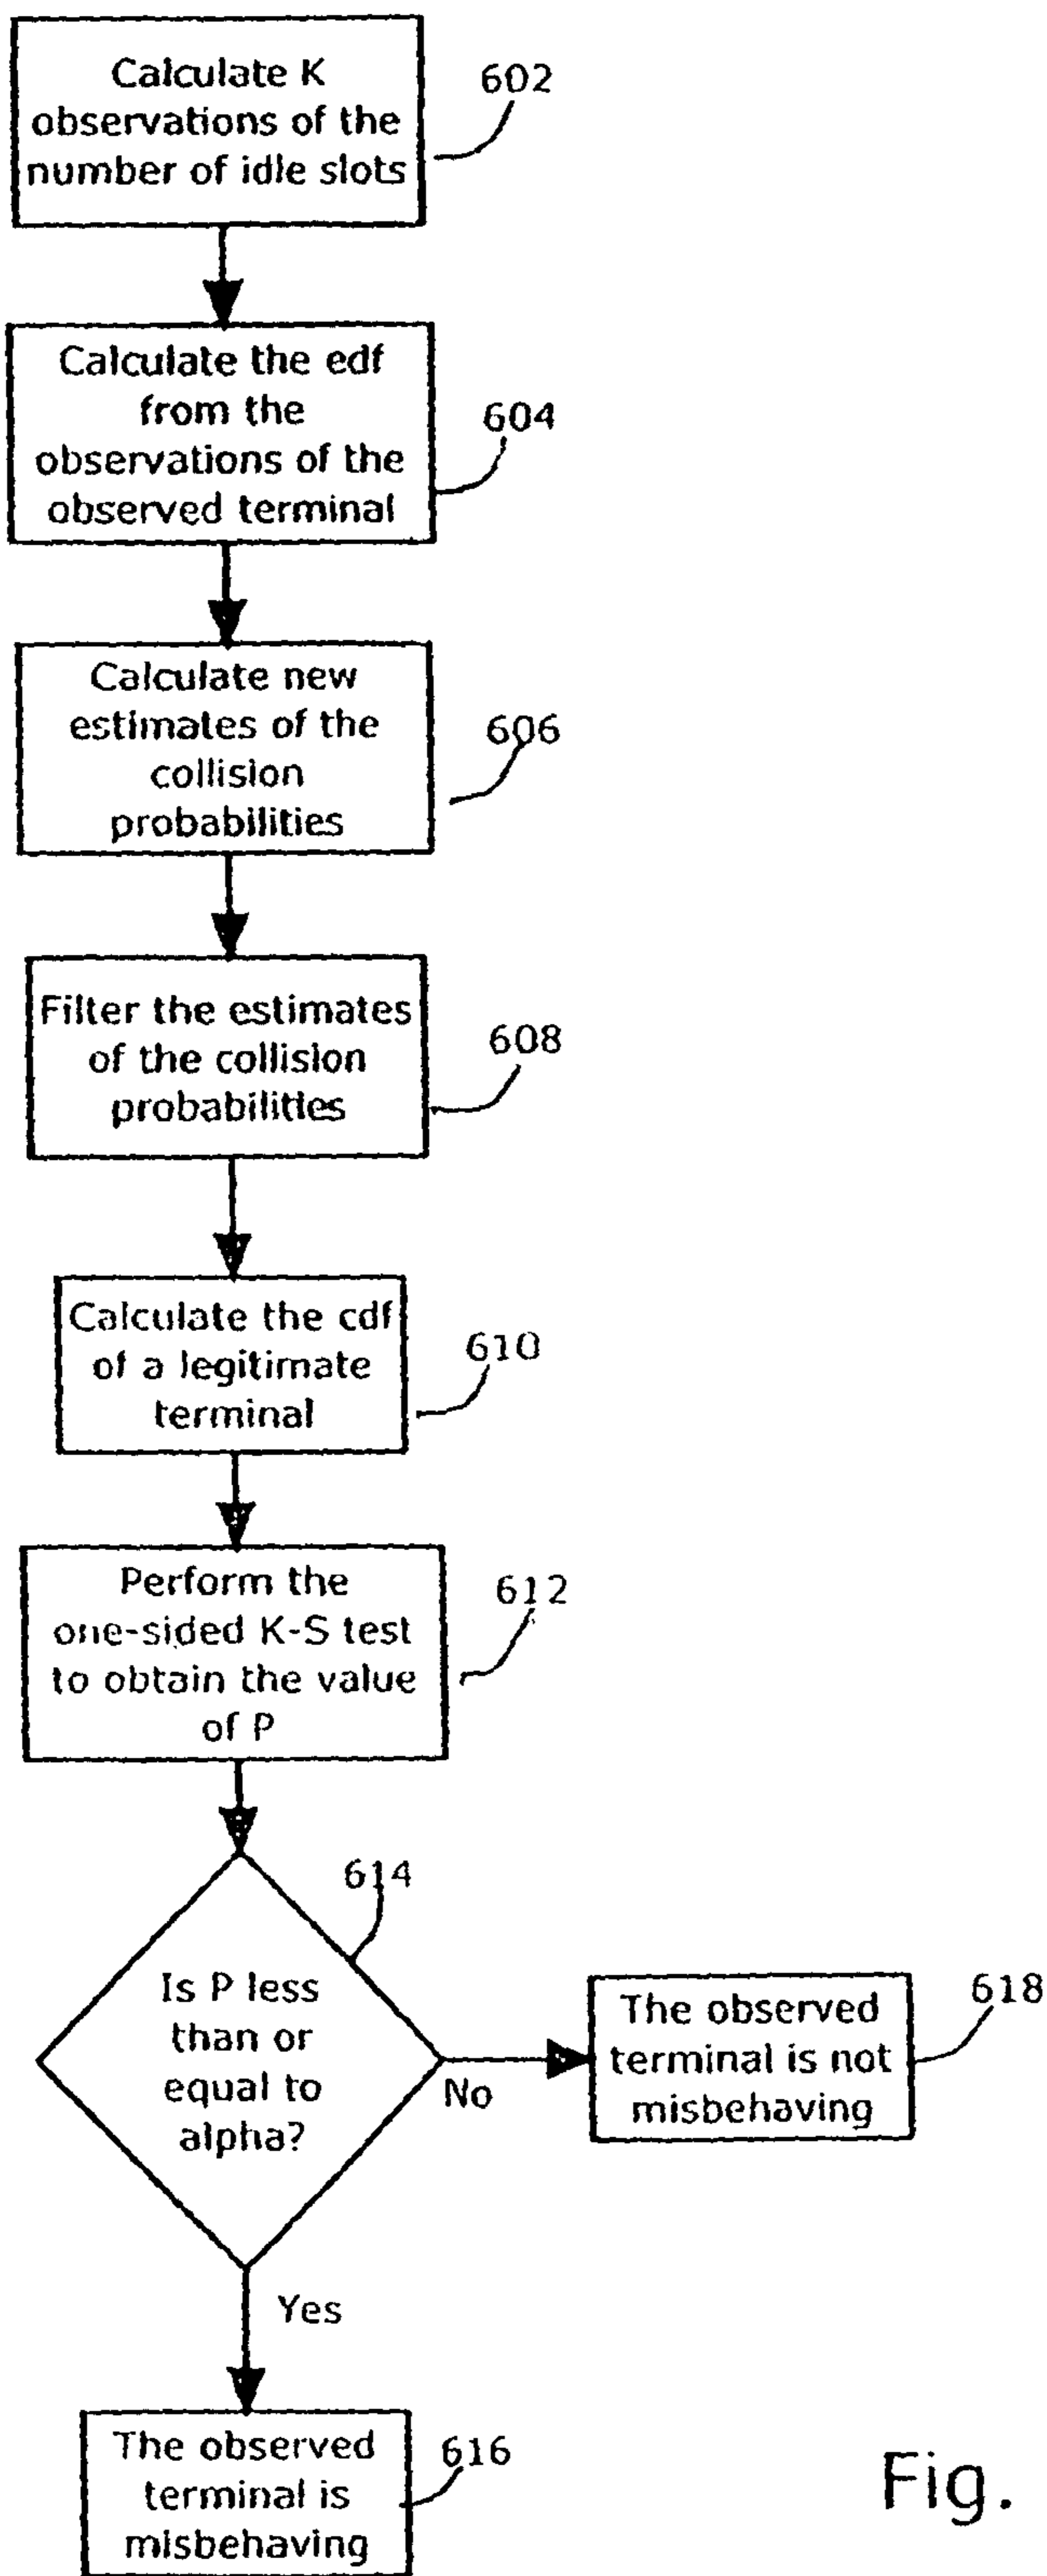 Calculate K
observations of the
number of idle slots
602
Calculate the edf
from the
observations of the
observed terminal
604
Calculate new
estimates of the
collision
probabilities
606
Filter the estimates
of the collision
probabilities
608
Calculate the cdf
of a legitimate
terminal
610
Perform the
one-sided K-S test
to obtain the value
of P
612
614
Is P less
than or
equal to
alpha?
No
The observed
terminal is not
misbehaving
618
Yes
The observed
terminal is
misbehaving
616
Fig.